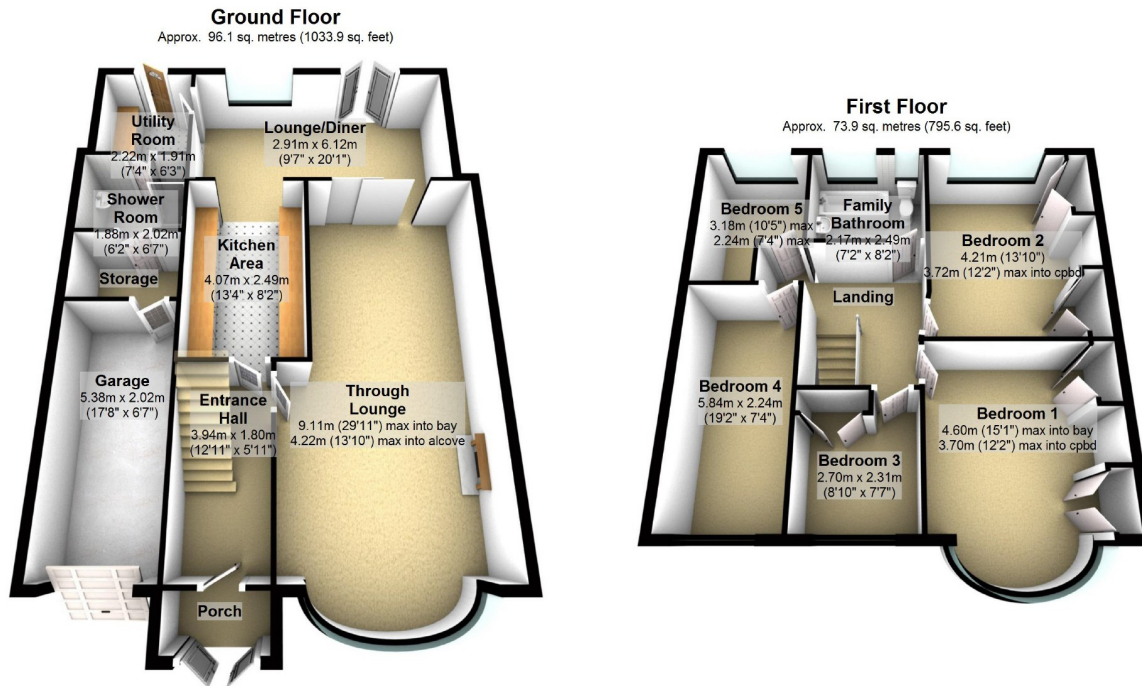 Ground Floor
Approx. 96.1 sq. metres (1033.9 sq. feet)
Utility
Room
2.22m x 1.91m
(7'4" x 6'3")
Lounge/Diner
2.91m x 6.12m
(9'7" x 20'1")
Shower
Room
1.88m x 2.02m
(6'2" x 6'7")
Storage
Kitchen
Area
4.07m x 2.49m
(13'4" x 8'2")
Garage
5.38m x 2.02m
(17'8" x 6'7")
Entrance
Hall
3.94m x 1.80m
(12'11" x 5'11")
Through
Lounge
9.11m (29'11") max into bay
4.22m (13'10") max into alcove
Porch
First Floor
Approx. 73.9 sq. metres (795.6 sq. feet)
Bedroom 5
3.18m (10'5") max
2.24m (7'4") max
Family
Bathroom
2.17m x 2.49m
(7'2" x 8'2")
Bedroom 2
4.21m (13'10")
3.72m (12'2") max into cpbd
Landing
Bedroom 4
5.84m x 2.24m
(19'2" x 7'4")
Bedroom 3
2.70m x 2.31m
(8'10" x 7'7")
Bedroom 1
4.60m (15'1") max into bay
3.70m (12'2") max into cpbd